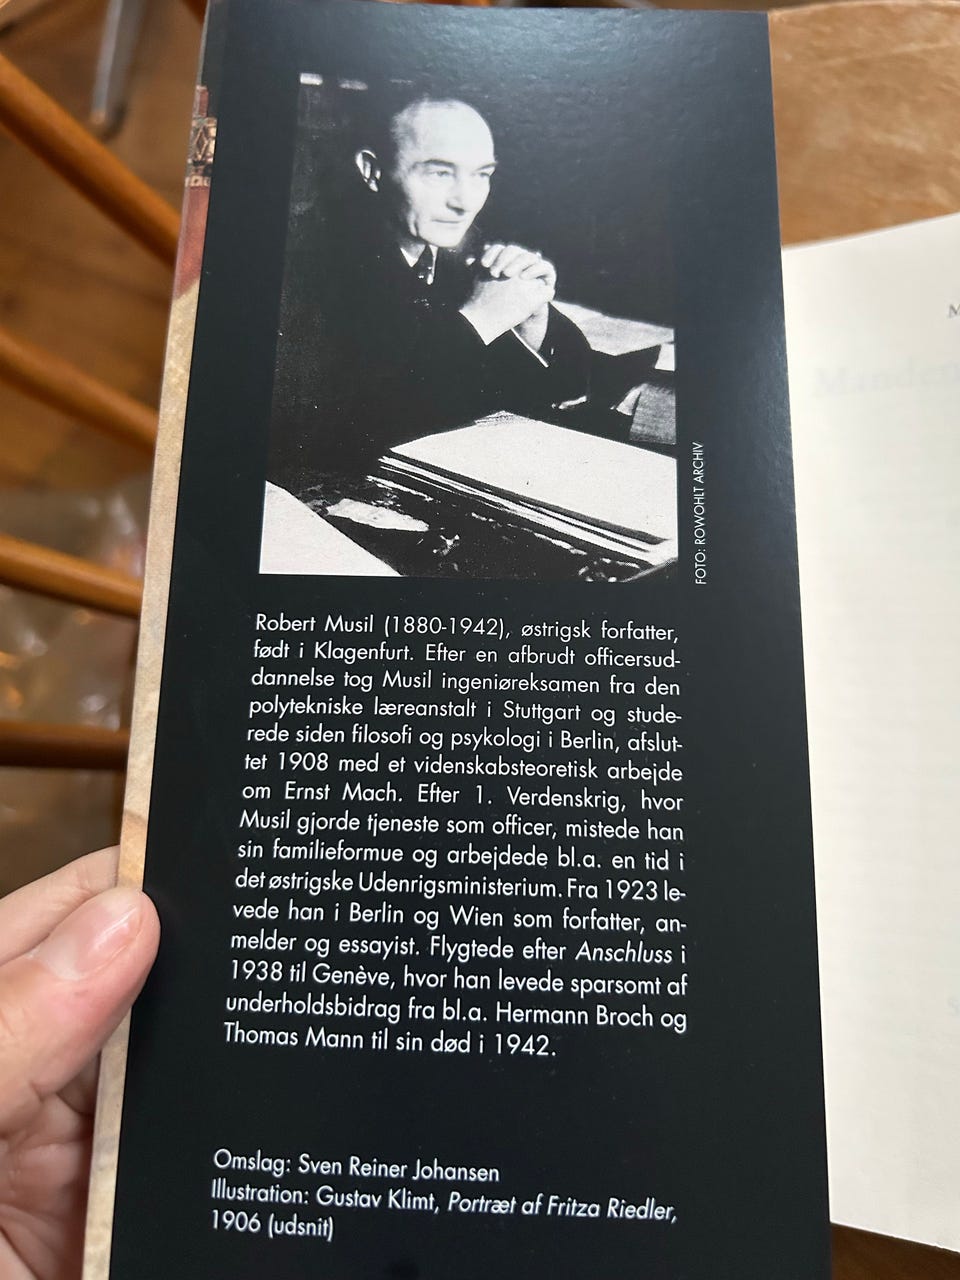 FOTO: ROWOHLT ARCHIV
Robert Musil (1880-1942), østrigsk forfatter,
født i Klagenfurt. Efter en afbrudt officersud-
dannelse tog Musil ingeniøreksamen fra den
polytekniske læreanstalt i Stuttgart og stude-
rede siden filosofi og psykologi i Berlin, afslut-
tet 1908 med et videnskabsteoretisk arbejde
om Ernst Mach. Efter 1. Verdenskrig, hvor
Musil gjorde tjeneste som officer, mistede han
sin familieformue og arbejdede bl.a. en tid i
det østrigske Udenrigsministerium. Fra 1923 le-
vede han i Berlin og Wien som forfatter, an-
melder og essayist. Flygtede efter Anschluss i
1938 til Genève, hvor han levede sparsomt af
underholdsbidrag fra bl.a. Hermann Broch og
Thomas Mann til sin død i 1942.
Omslag: Sven Reiner Johansen
Illustration: Gustav Klimt, Portræt af Fritza Riedler,
1906 (udsnit)